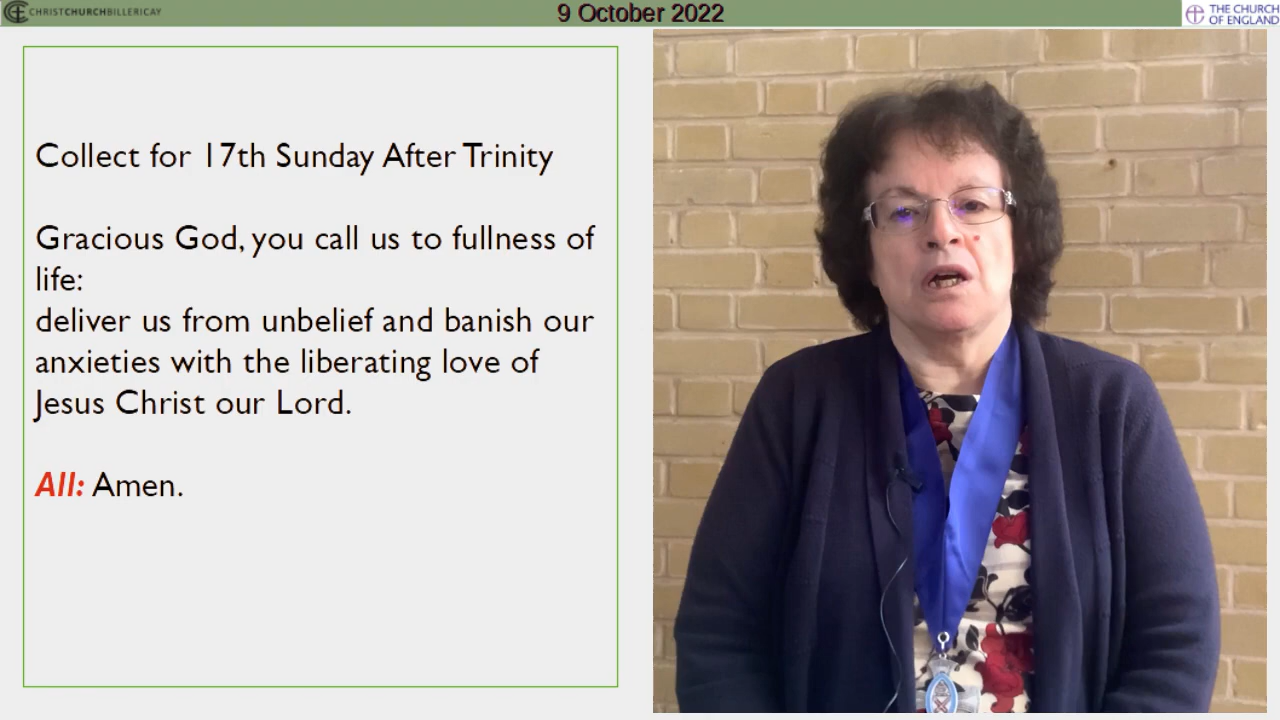 CHRISTCHURCHBILLERICAY
9 October 2022
THE CHURCH
OF ENGLAND
Collect for 17th Sunday After Trinity
Gracious God, you call us to fullness of
life:
deliver us from unbelief and banish our
anxieties with the liberating love of
Jesus Christ our Lord.
All: Amen.